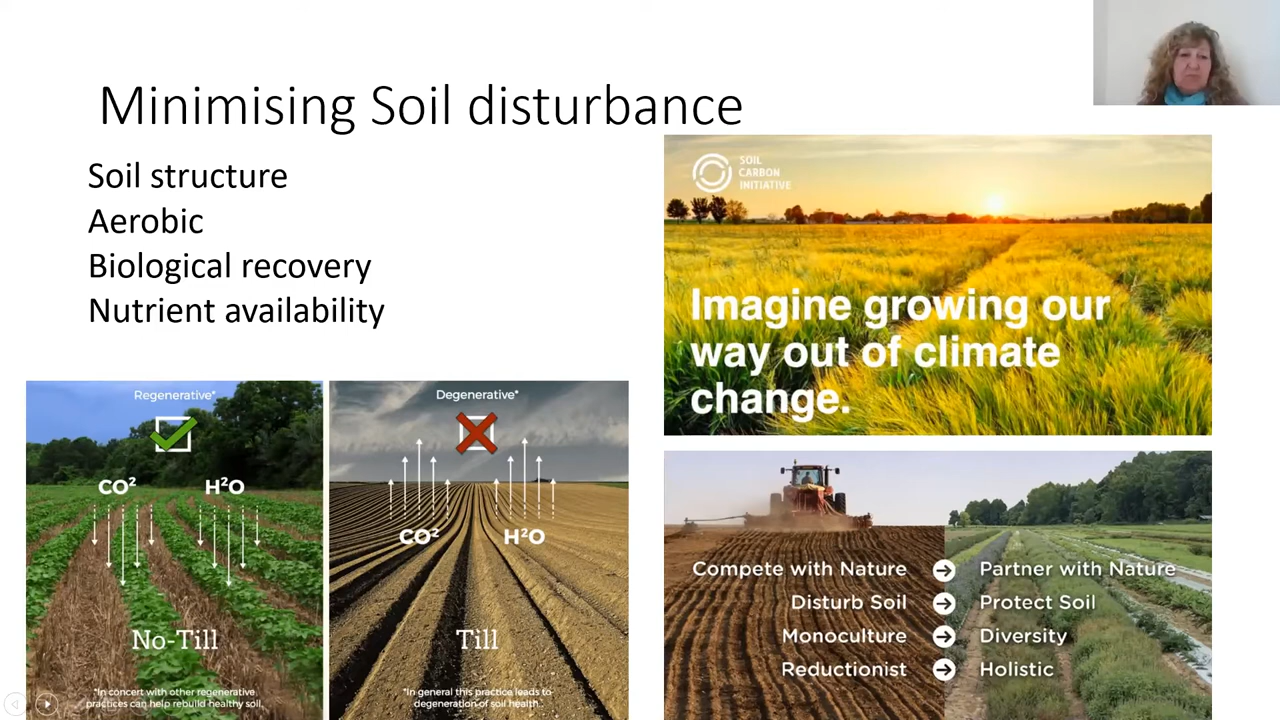 Minimising Soil disturbance
Soil structure
Aerobic
Biological recovery
Nutrient availability
SOIL
CARBON
INITIATIVE
Imagine growing our
way out of climate
change.
Regenerative*
CO² H²O
No-Till
*In concert with other regenerative
practices can help rebuild healthy soil.
Degenerative*
CO² H²O
Till
*In general this practice leads to
degeneration of soil health.
Compete with Nature Partner with Nature
Disturb Soil Protect Soil
Monoculture Diversity
Reductionist Holistic